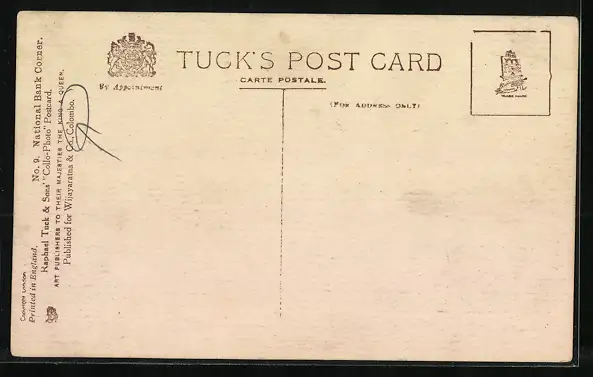 TUCK'S POST CARD
CARTE POSTALE.
By Appointment
(FOR ADDRESS ONLY)
TRADE MARK
No. 9. National Bank Corner.
Raphael Tuck & Sons' "Collo-Photo" Postcard.
ART PUBLISHERS TO THEIR MAJESTIES THE KING & QUEEN.
Published for Wijayaratna & Co., Colombo.
COPYRIGHT LONDON
Printed in England.